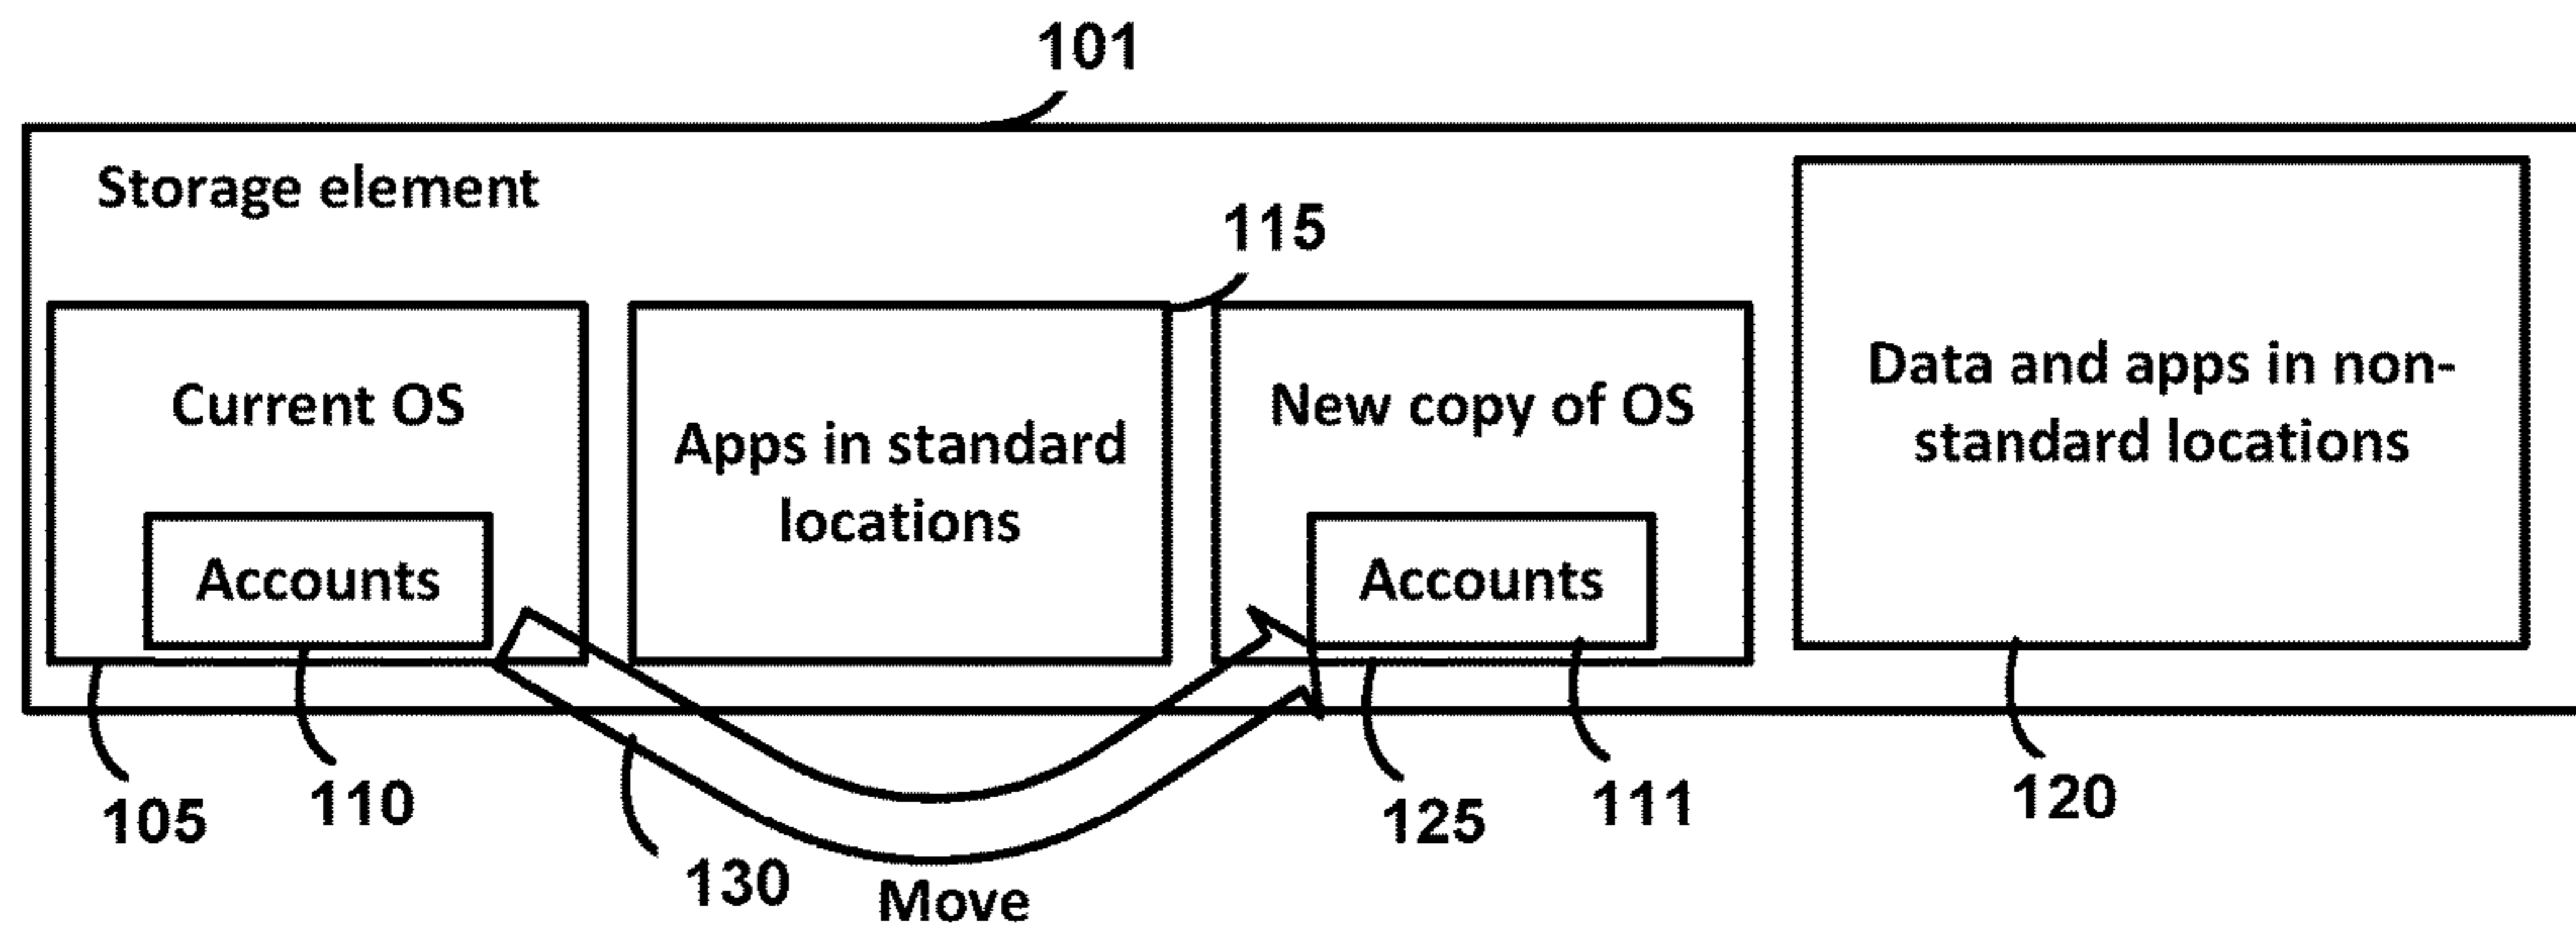 101
Storage element
115
Current OS
Accounts
Apps in standard
locations
New copy of OS
Accounts
Data and apps in non-
standard locations
105
110
130
Move
125
111
120